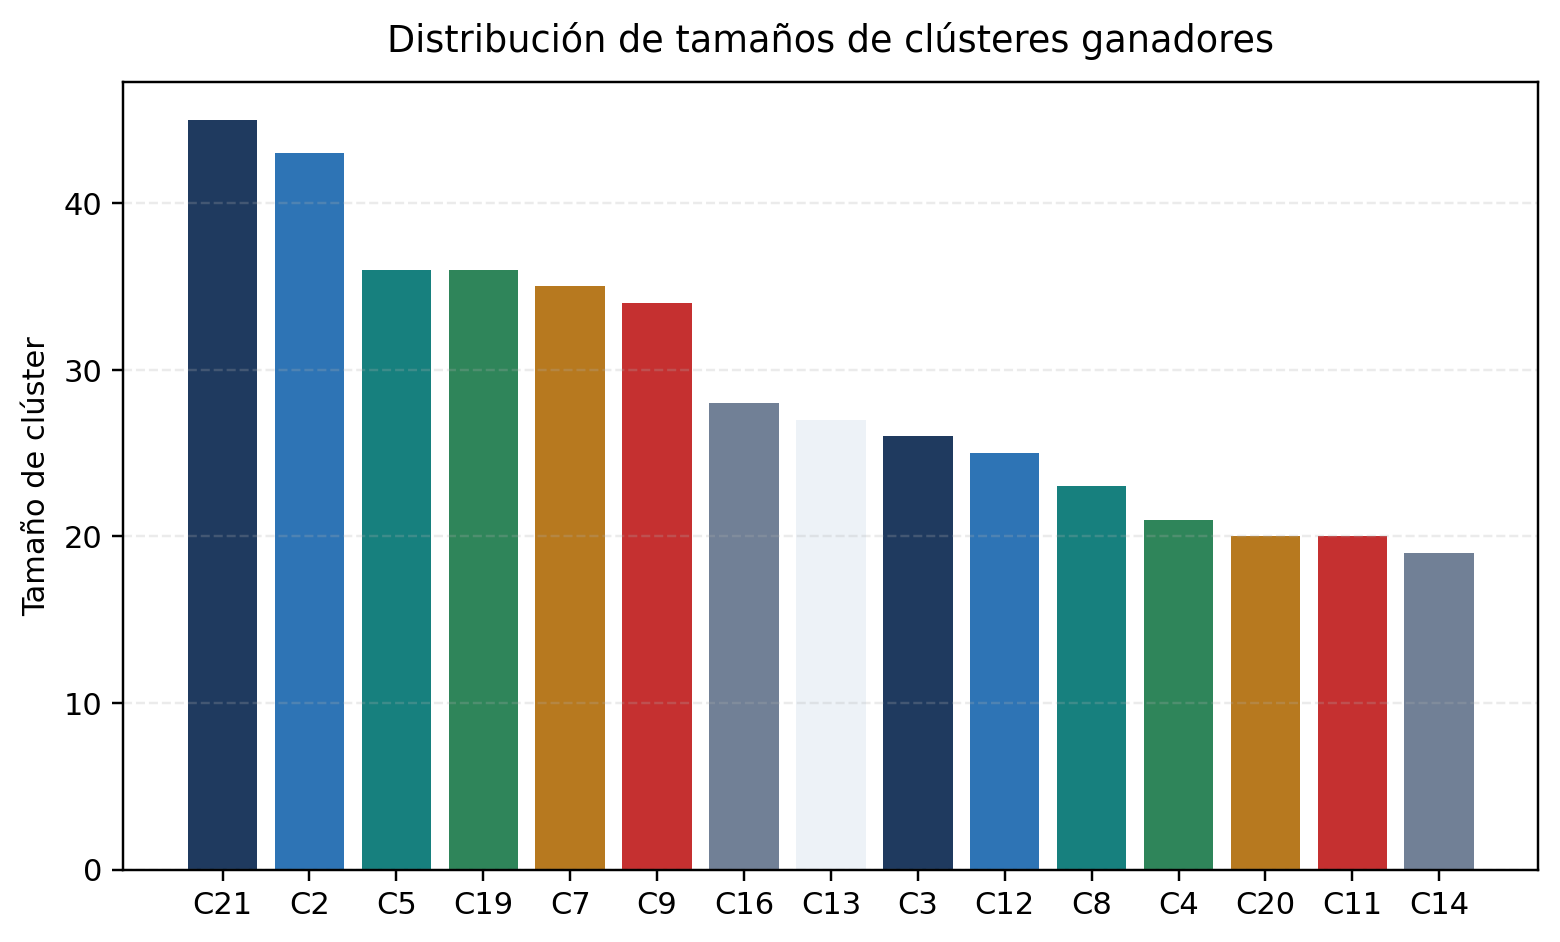 Distribución de tamaños de clústeres ganadores
Tamaño de clúster
40
30
20
10
0
C21 C2 C5 C19 C7 C9 C16 C13 C3 C12 C8 C4 C20 C11 C14